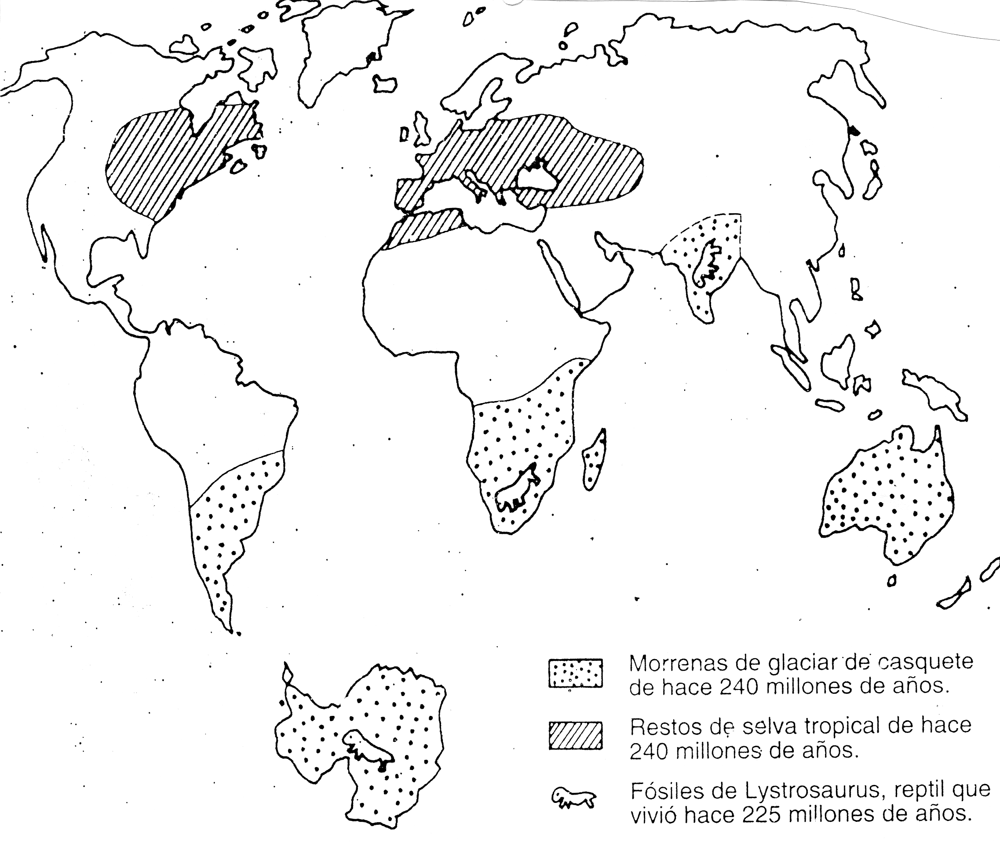 Morrenas de glaciar de casquete
de hace 240 millones de años.
Restos de selva tropical de hace
240 millones de años.
Fósiles de Lystrosaurus, reptil que
vivió hace 225 millones de años.